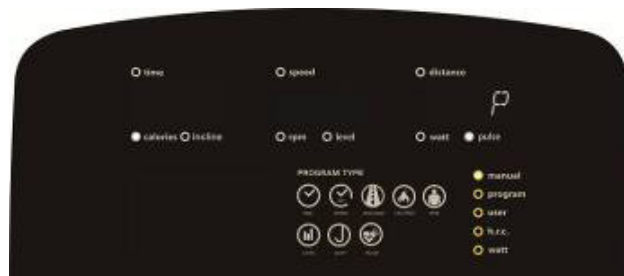 time speed distance
P
calories incline rpm level watt pulse
PROGRAM TYPE
manual
program
user
h.r.c.
watt